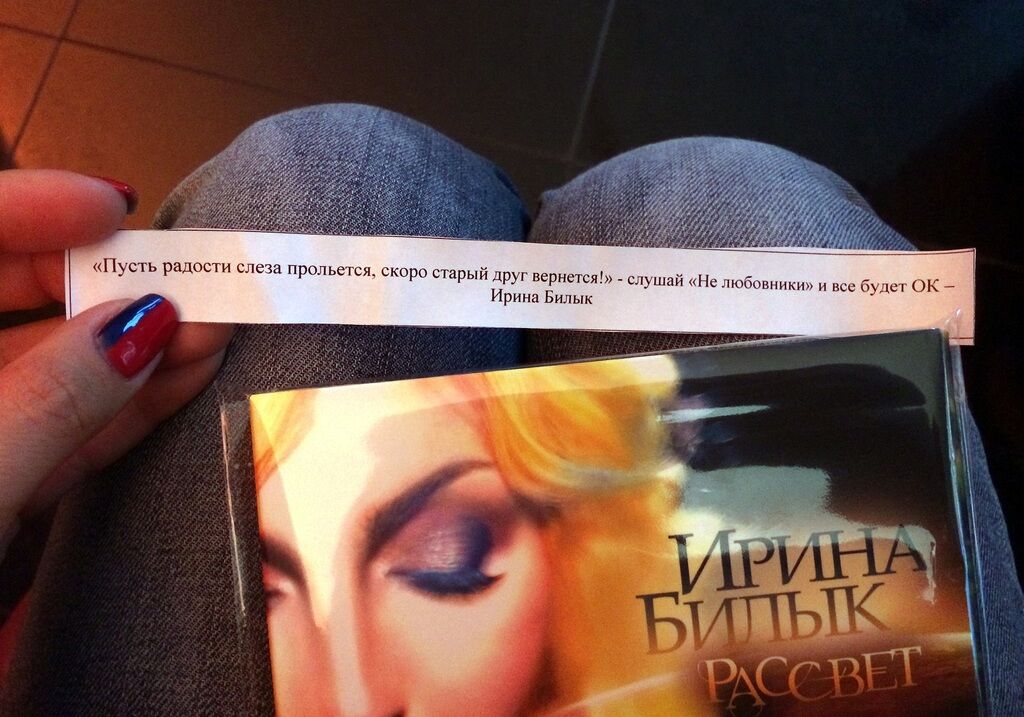 «Пусть радости слеза прольется, скоро старый друг вернется!» - слушай «Не любовники» и все будет ОК –
Ирина Билык
ИРИНА
БИЛЫК
РАССВЕТ